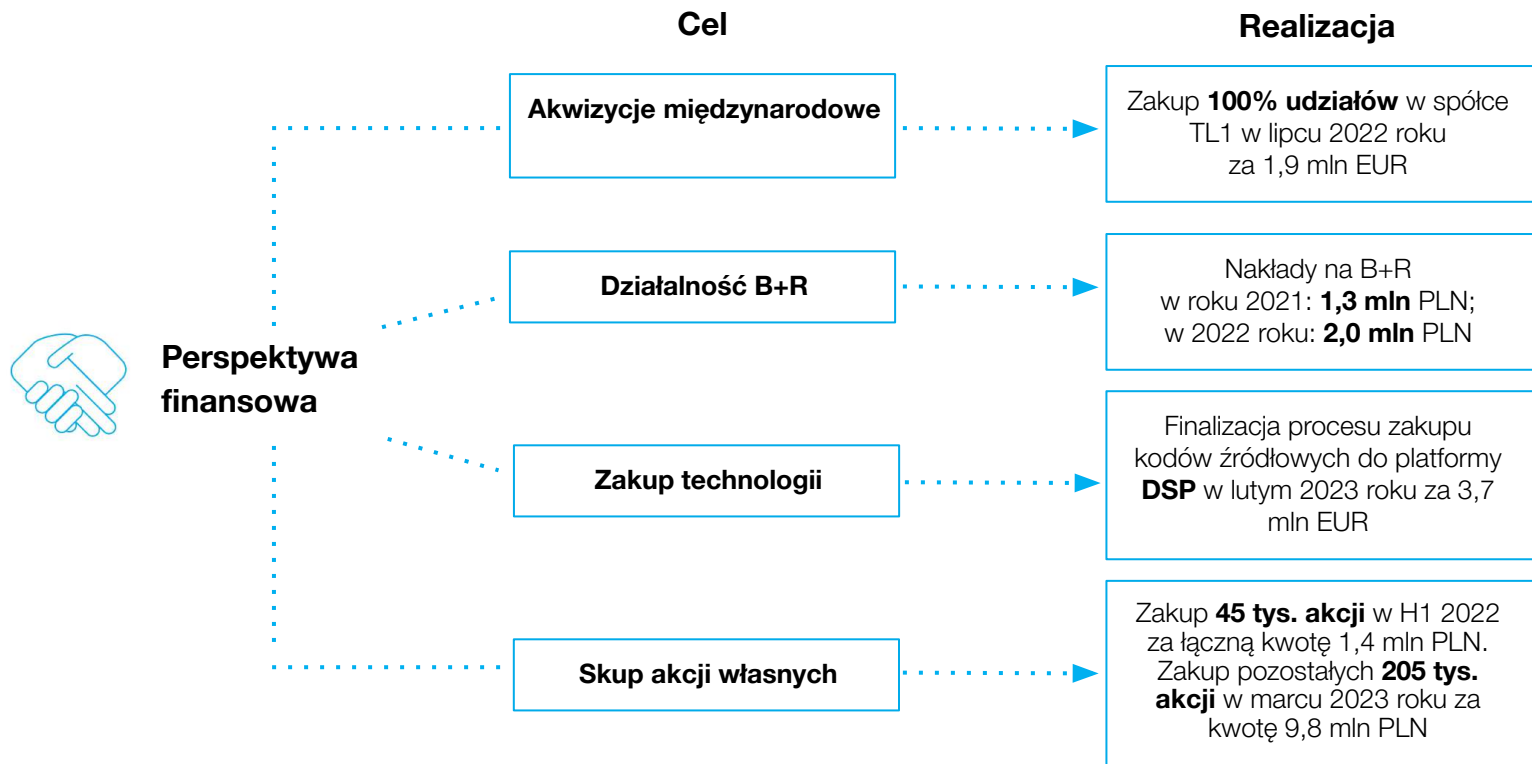 Cel
Realizacja
Akwizycje międzynarodowe
Zakup 100% udziałów w spółce
TL1 w lipcu 2022 roku
za 1,9 mln EUR
Działalność B+R
Nakłady na B+R
w roku 2021: 1,3 mln PLN;
w 2022 roku: 2,0 mln PLN
Perspektywa
finansowa
Zakup technologii
Finalizacja procesu zakupu
kodów źródłowych do platformy
DSP w lutym 2023 roku za 3,7
mln EUR
Skup akcji własnych
Zakup 45 tys. akcji w H1 2022
za łączną kwotę 1,4 mln PLN.
Zakup pozostałych 205 tys.
akcji w marcu 2023 roku za
kwotę 9,8 mln PLN